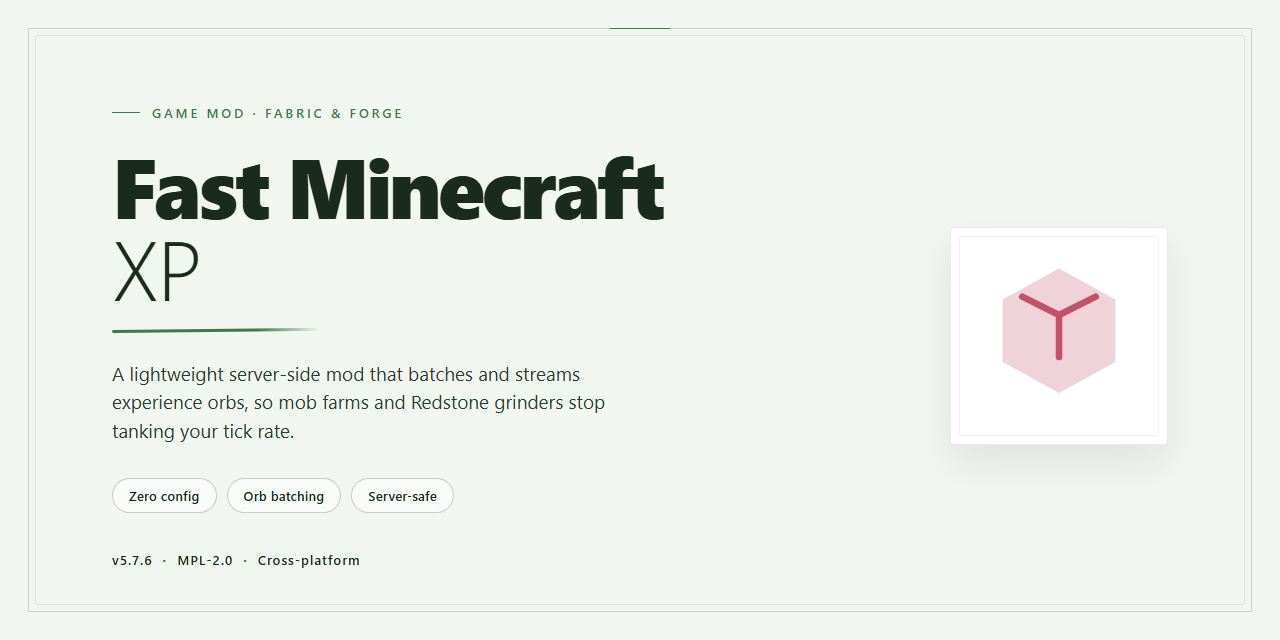 GAME MOD · FABRIC & FORGE
Fast Minecraft
XP
A lightweight server-side mod that batches and streams
experience orbs, so mob farms and Redstone grinders stop
tanking your tick rate.
Zero config
Orb batching
Server-safe
v5.7.6 · MPL-2.0 · Cross-platform